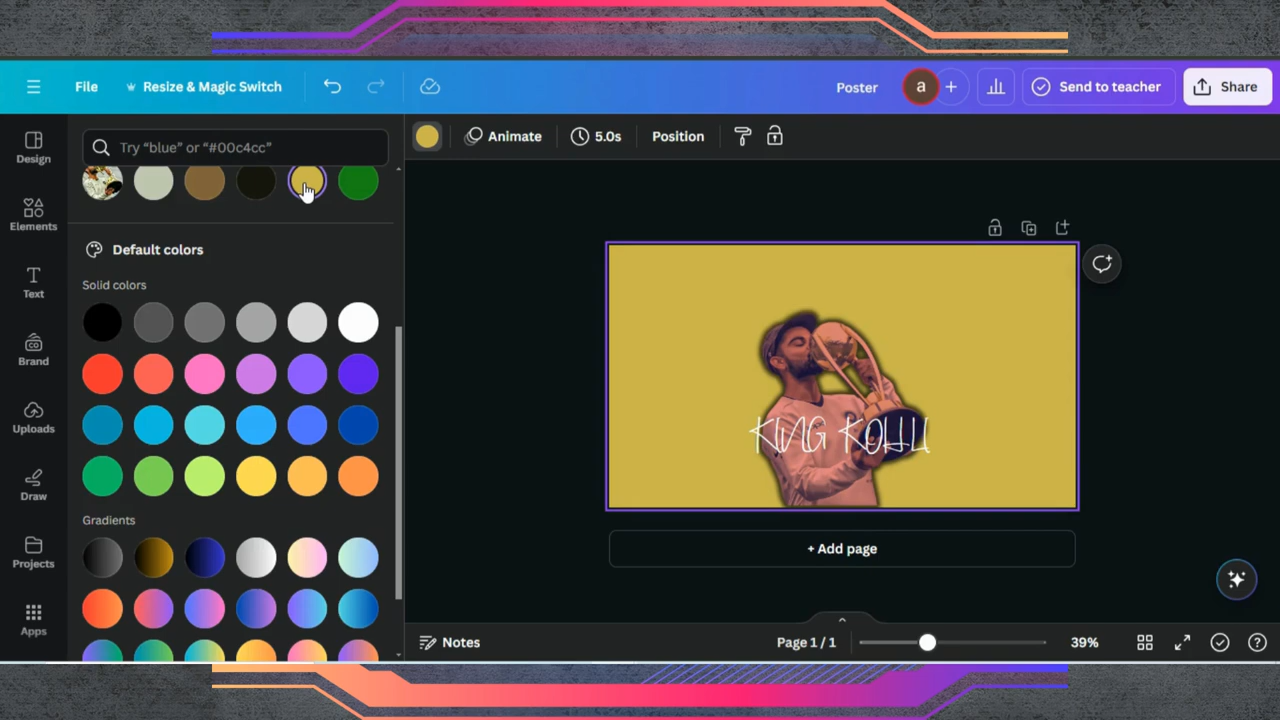 File
Resize & Magic Switch
Poster
a
Send to teacher
Share
Design
Elements
Text
Brand
Uploads
Draw
Projects
Apps
Try “blue” or “#00c4cc”
Default colors
Solid colors
Gradients
Animate
5.0s
Position
KING KOHLI
+ Add page
Notes
Page 1 / 1
39%